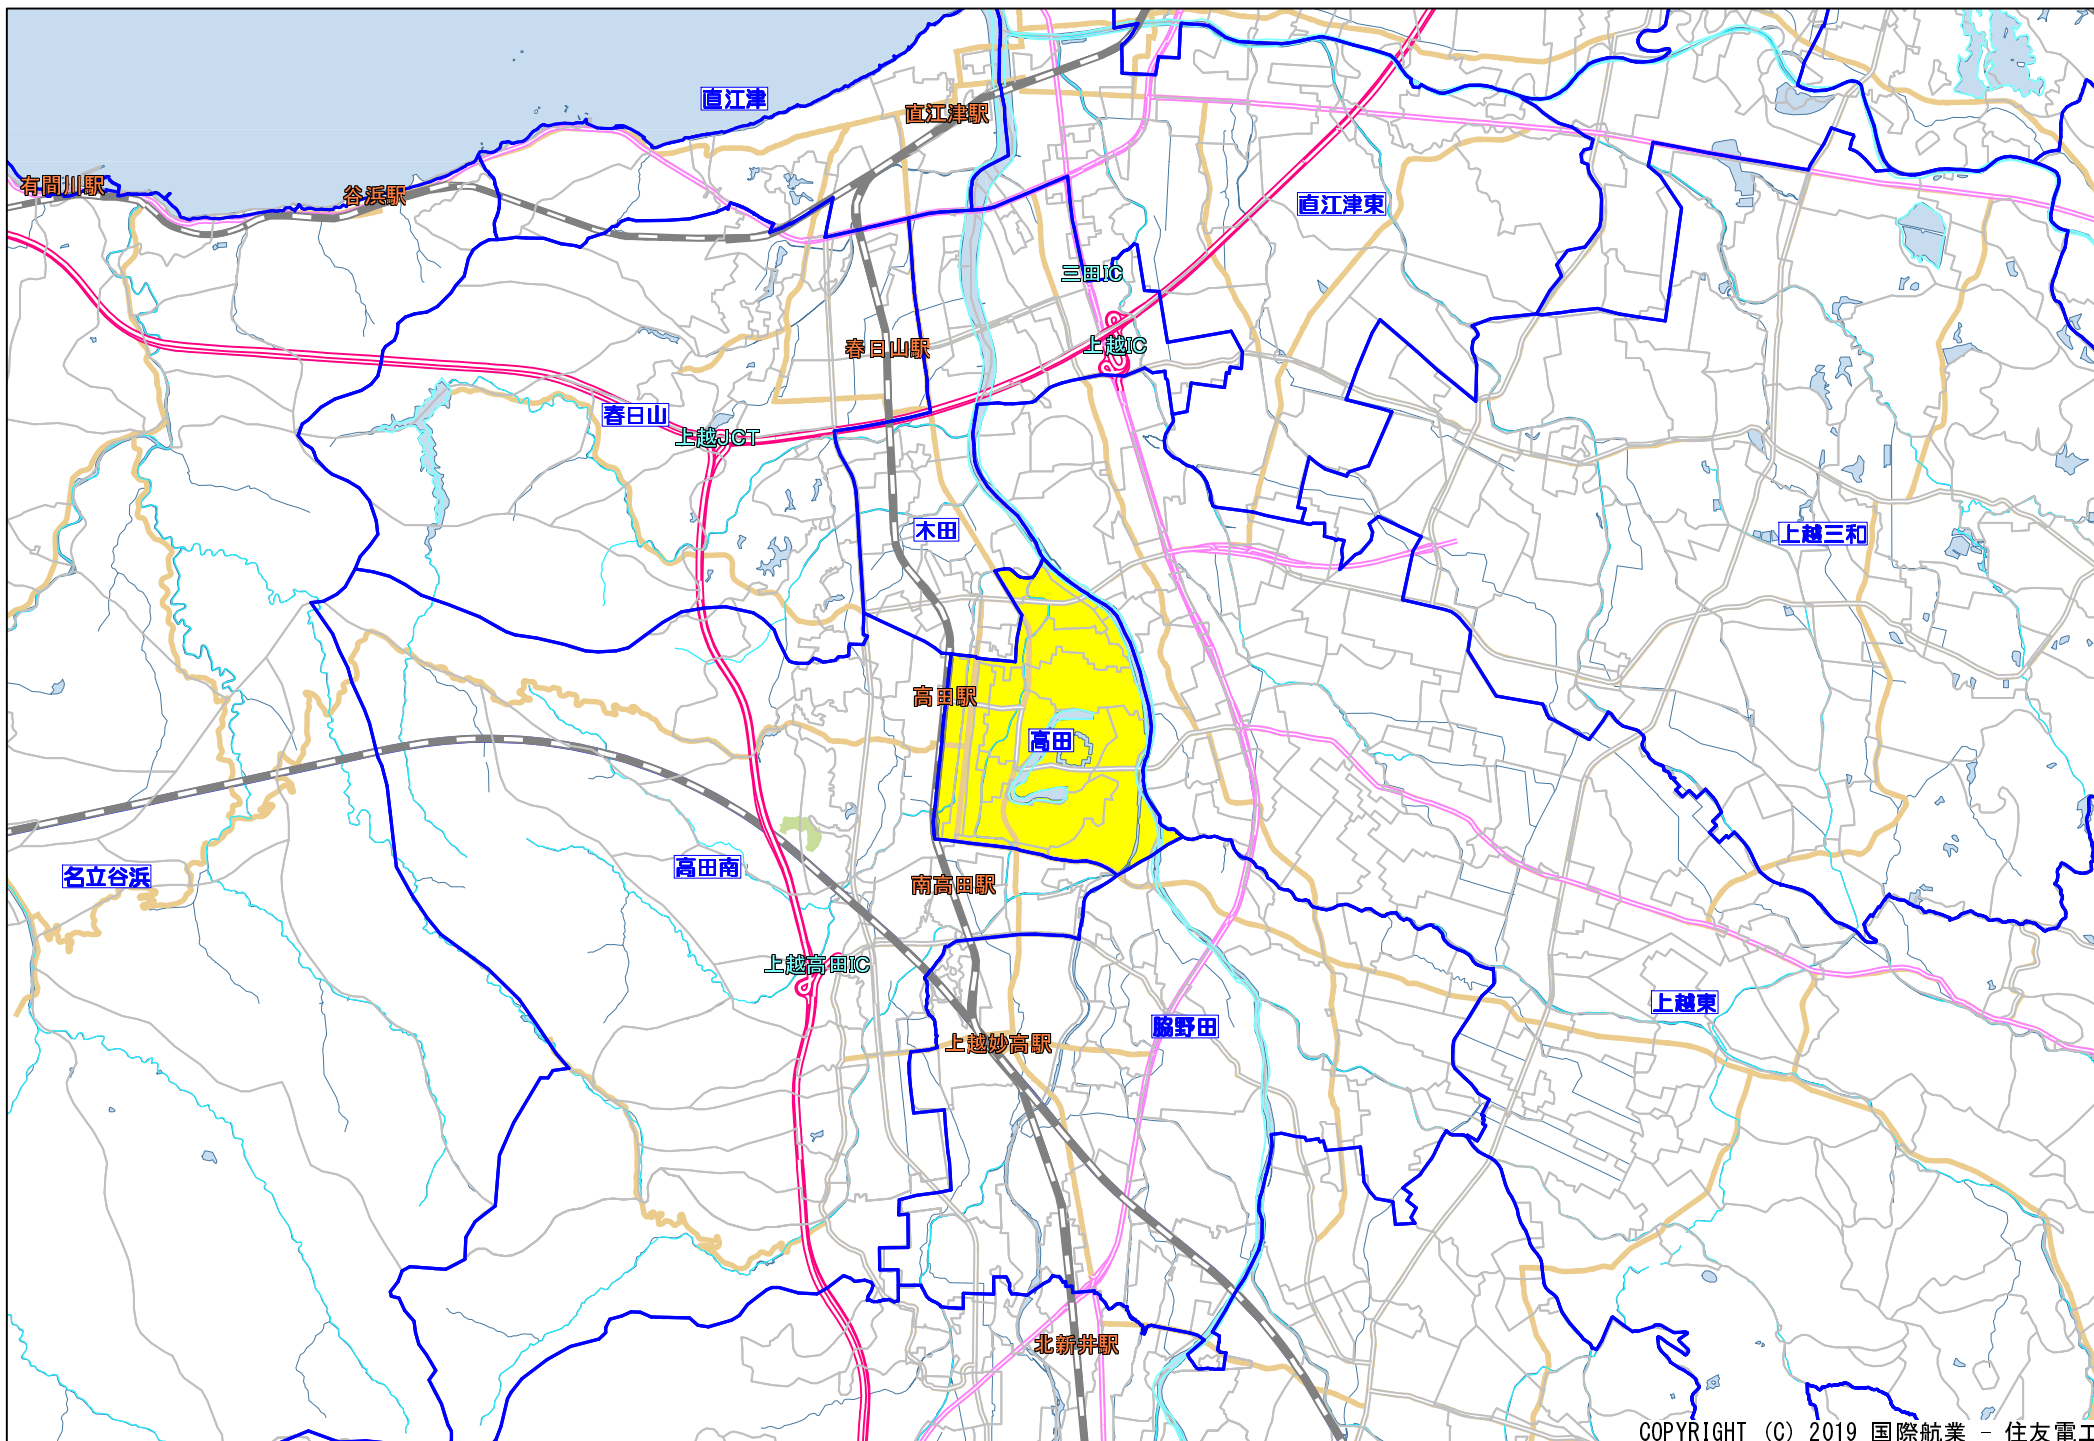 直江津
直江津駅
有間川駅
谷浜駅
直江津東
三田IC
春日山駅
上越IC
春日山
上越JCT
木田
上越三和
高田駅
高田
高田南
名立谷浜
南高田駅
上越高田IC
上越東
脇野田
上越妙高駅
北新井駅
COPYRIGHT (C) 2019 国際航業 - 住友電工